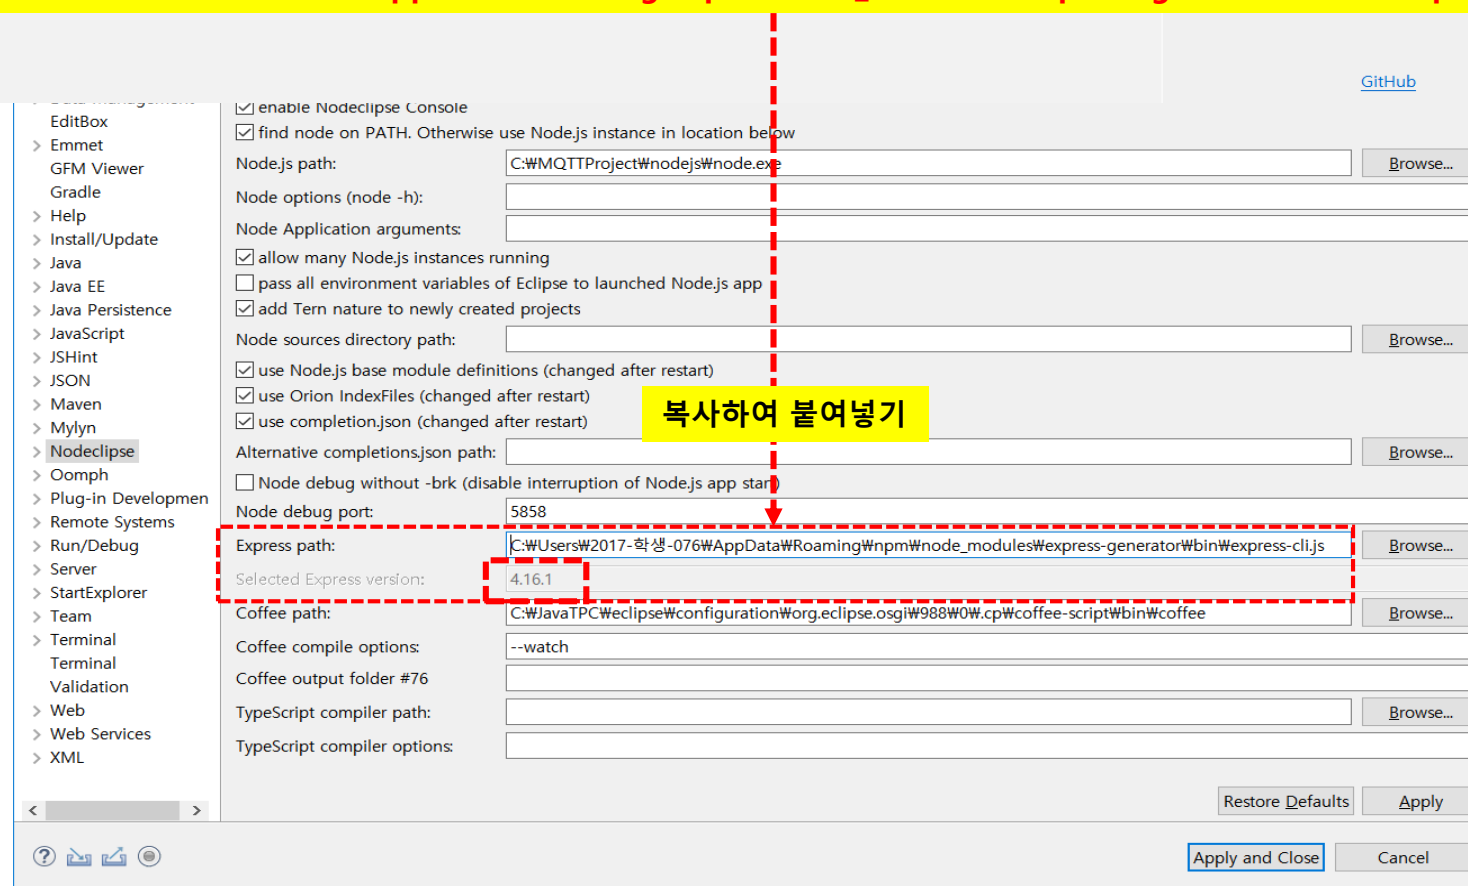 GitHub
enable Nodeclipse Console
EditBox
find node on PATH. Otherwise use Node.js instance in location below
Emmet
GFM Viewer
Node.js path: C:₩MQTTProject₩nodejs₩node.exe Browse...
Gradle
Node options (node -h):
Help
Node Application arguments:
Install/Update
allow many Node.js instances running
Java
pass all environment variables of Eclipse to launched Node.js app
Java EE
add Tern nature to newly created projects
Java Persistence
JavaScript
Node sources directory path: Browse...
JSHint
use Node.js base module definitions (changed after restart)
JSON
use Orion IndexFiles (changed after restart)
Maven
복사하여 붙여넣기
use completion.json (changed after restart)
Mylyn
Nodeclipse
Alternative completions.json path: Browse...
Oomph
Node debug without -brk (disable interruption of Node.js app start)
Plug-in Developmen
Node debug port: 5858
Remote Systems
Run/Debug
Express path: C:₩Users₩2017-학생-076₩AppData₩Roaming₩npm₩node_modules₩express-generator₩bin₩express-cli.js Browse...
Server
Selected Express version: 4.16.1
StartExplorer
Team
Coffee path: C:₩JavaTPC₩eclipse₩configuration₩org.eclipse.osgi₩988₩0₩.cp₩coffee-script₩bin₩coffee Browse...
Terminal
Coffee compile options: --watch
Terminal
Coffee output folder #76
Validation
Web
TypeScript compiler path: Browse...
Web Services
TypeScript compiler options:
XML
Restore Defaults Apply
Apply and Close Cancel